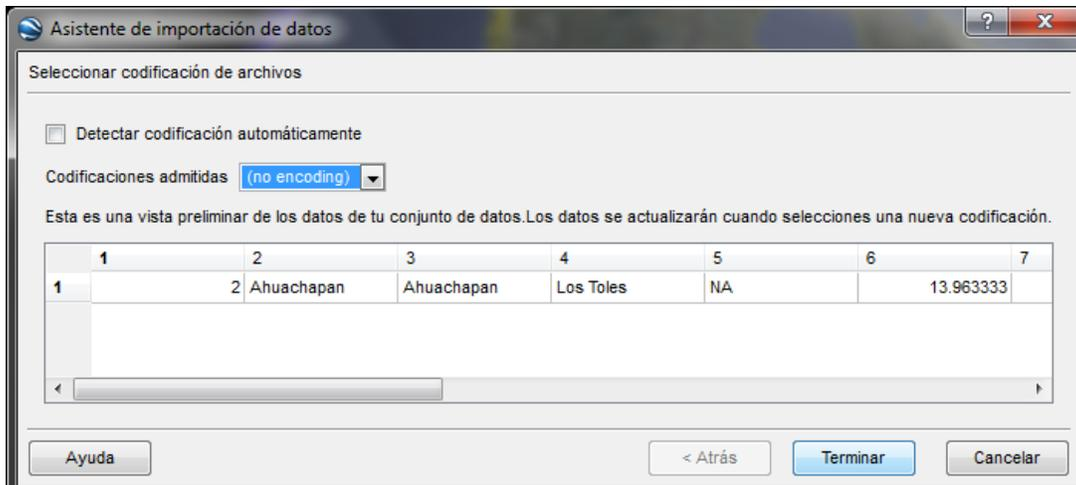 Asistente de importación de datos
? X
Seleccionar codificación de archivos
Detectar codificación automáticamente
Codificaciones admitidas (no encoding)
Esta es una vista preliminar de los datos de tu conjunto de datos.Los datos se actualizarán cuando selecciones una nueva codificación.
1 2 3 4 5 6 7
1 2 Ahuachapan Ahuachapan Los Toles NA 13.963333
Ayuda < Atrás Terminar Cancelar